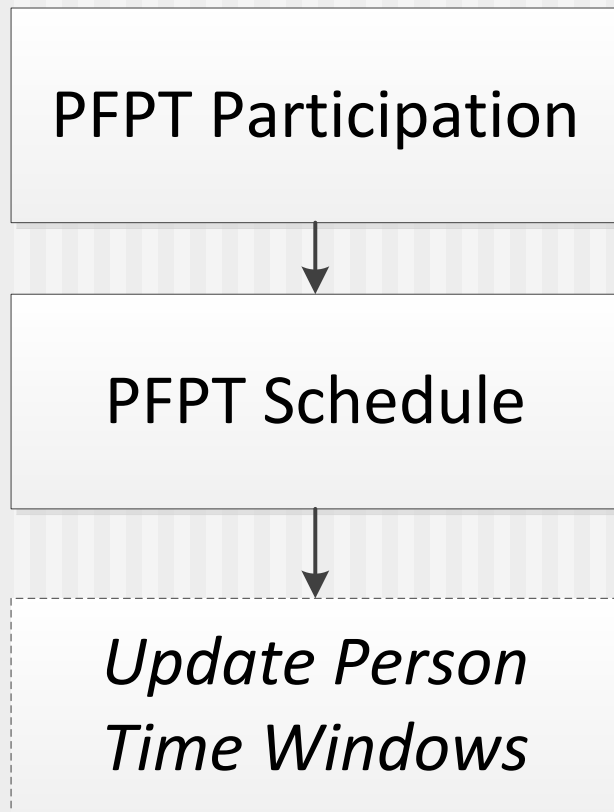 PFPT Participation
PFPT Schedule
Update Person
Time Windows